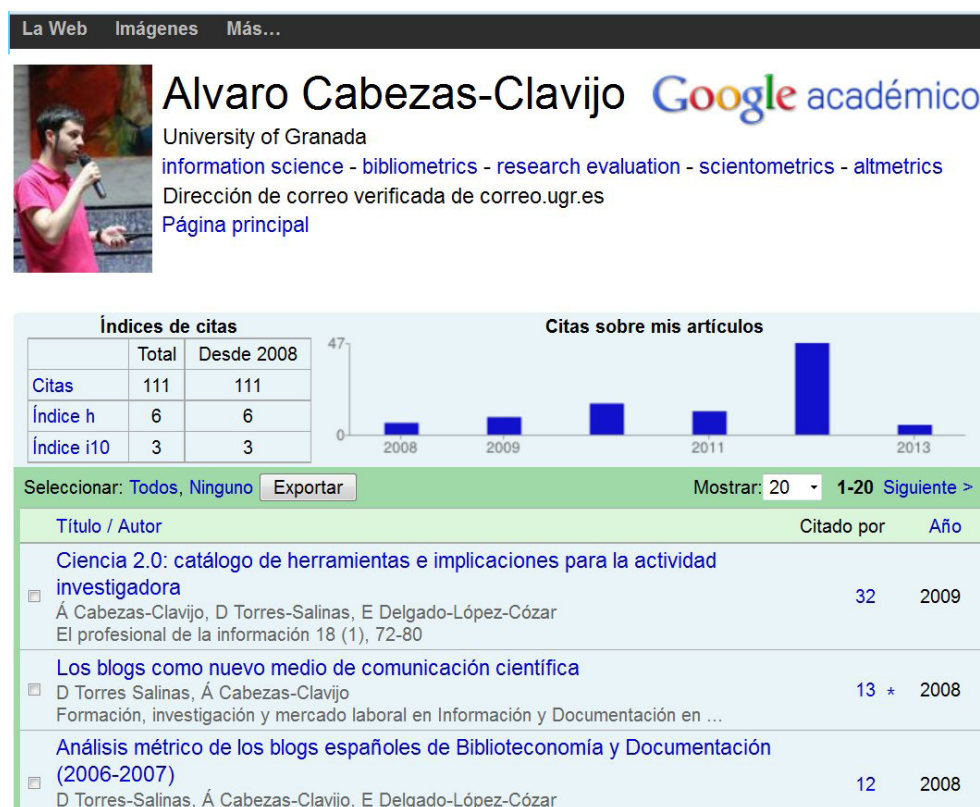 La Web Imágenes Más...
Alvaro Cabezas-Clavijo Google académico
University of Granada
information science - bibliometrics - research evaluation - scientometrics - altmetrics
Dirección de correo verificada de correo.ugr.es
Página principal
Índices de citas
Total Desde 2008
Citas 111 111
Índice h 6 6
Índice i10 3 3
Citas sobre mis artículos
47
0
2008 2009 2011 2013
Seleccionar: Todos, Ninguno Exportar Mostrar: 20 1-20 Siguiente >
Título / Autor Citado por Año
Ciencia 2.0: catálogo de herramientas e implicaciones para la actividad
investigadora
Á Cabezas-Clavijo, D Torres-Salinas, E Delgado-López-Cózar
El profesional de la información 18 (1), 72-80
32 2009
Los blogs como nuevo medio de comunicación científica
D Torres Salinas, Á Cabezas-Clavijo
Formación, investigación y mercado laboral en Información y Documentación en ...
13 * 2008
Análisis métrico de los blogs españoles de Biblioteconomía y Documentación
(2006-2007)
D Torres-Salinas, Á Cabezas-Clavijo, E Delgado-López-Cózar
12 2008